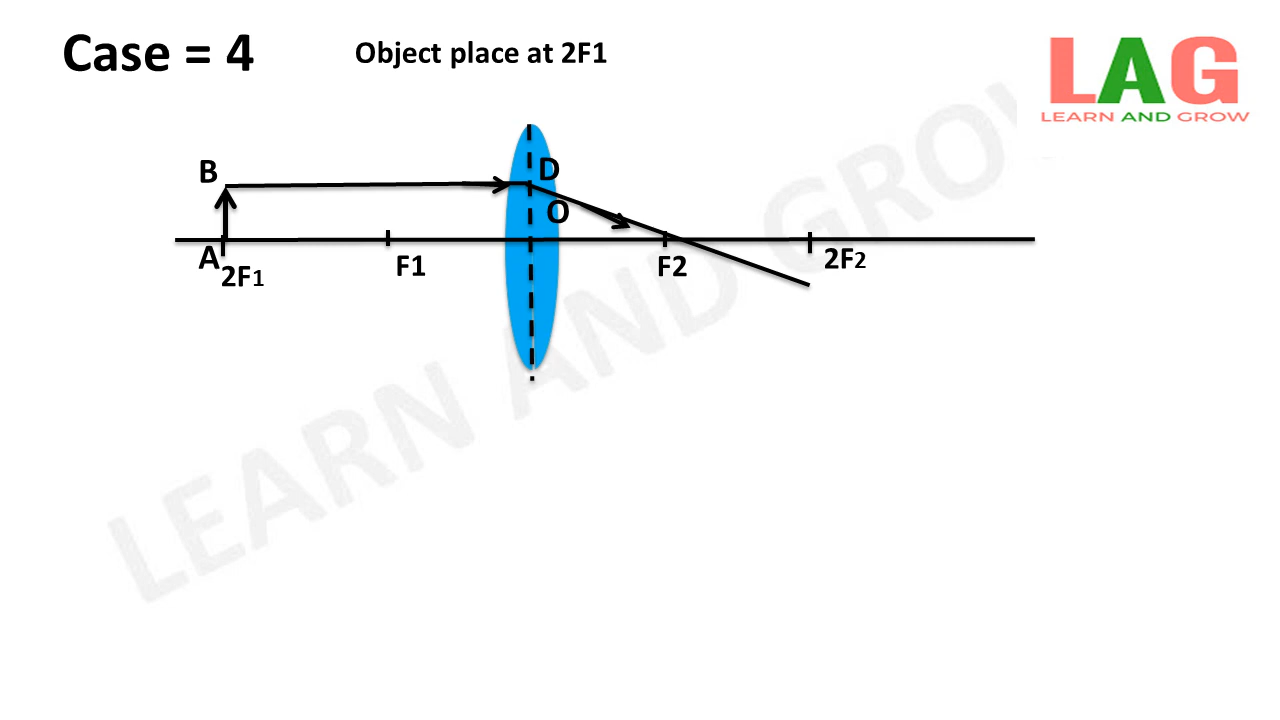 Case = 4
Object place at 2F1
LAG
LEARN AND GROW
B
D
O
A
2F1
F1
F2
2F2
LEARN AND GROW